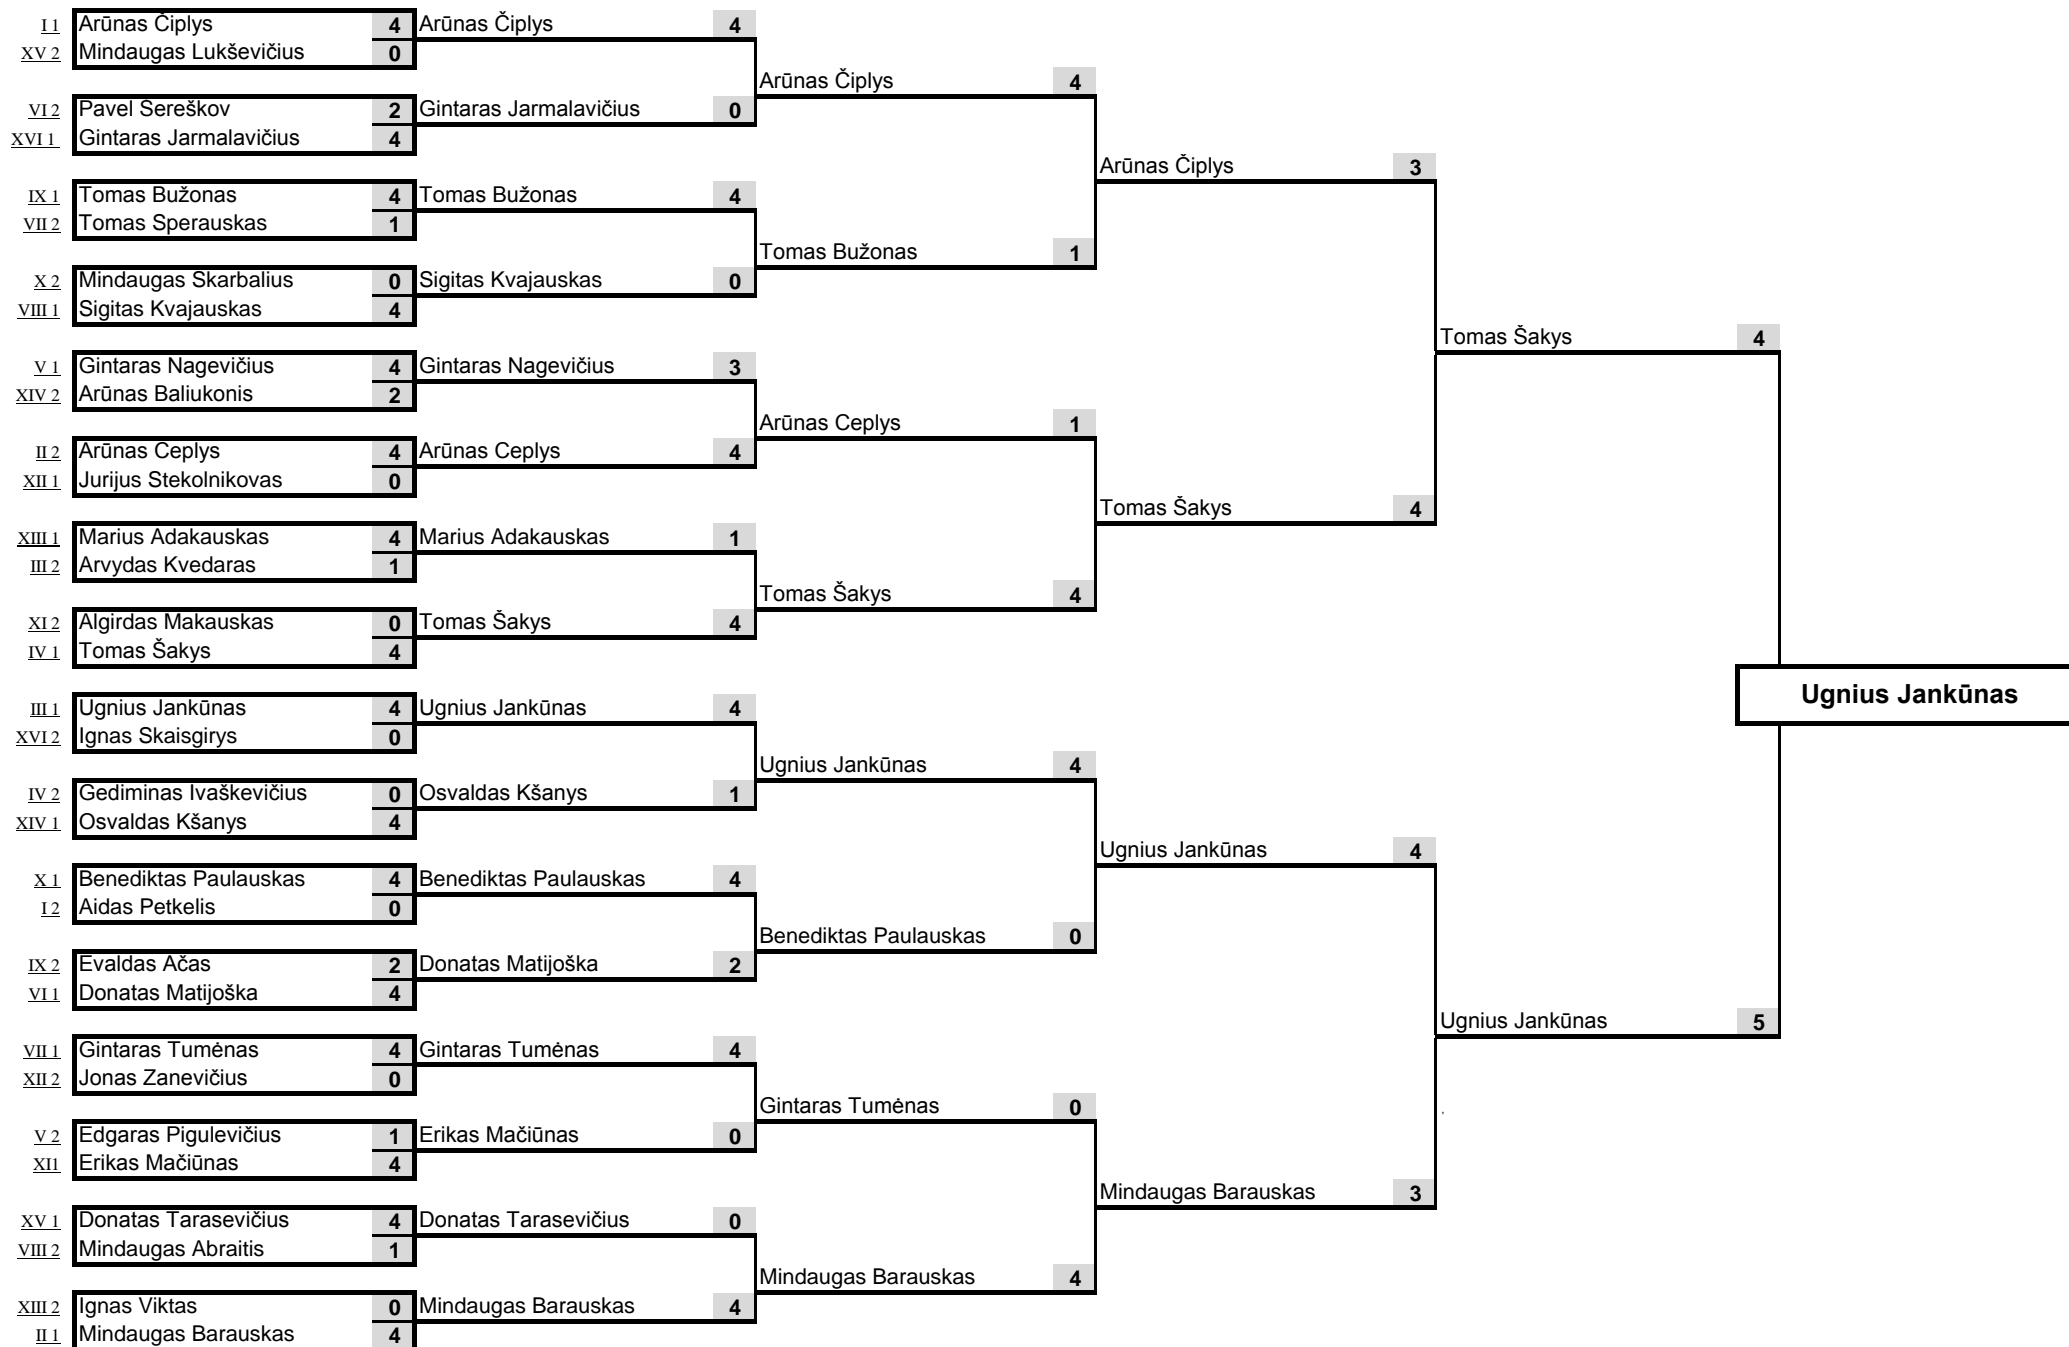 I 1 Arūnas Čiplys 4 Arūnas Čiplys 4
XV 2 Mindaugas Lukševičius 0
Arūnas Čiplys 4
VI 2 Pavel Sereškov 2 Gintaras Jarmalavičius 0
XVI 1 Gintaras Jarmalavičius 4
Arūnas Čiplys 3
IX 1 Tomas Bužonas 4 Tomas Bužonas 4
VII 2 Tomas Sperauskas 1
Tomas Bužonas 1
X 2 Mindaugas Skarbalius 0 Sigitas Kvajauskas 0
VIII 1 Sigitas Kvajauskas 4
Tomas Šakys 4
V 1 Gintaras Nagevičius 4 Gintaras Nagevičius 3
XIV 2 Arūnas Baliukonis 2
Arūnas Ceplys 1
II 2 Arūnas Ceplys 4 Arūnas Ceplys 4
XII 1 Jurijus Stekolnikovas 0
Tomas Šakys 4
XIII 1 Marius Adakauskas 4 Marius Adakauskas 1
III 2 Arvydas Kvedaras 1
Tomas Šakys 4
XI 2 Algirdas Makauskas 0 Tomas Šakys 4
IV 1 Tomas Šakys 4
Ugnius Jankūnas
III 1 Ugnius Jankūnas 4 Ugnius Jankūnas 4
XVI 2 Ignas Skaisgirys 0
Ugnius Jankūnas 4
IV 2 Gediminas Ivaškevičius 0 Osvaldas Kšanys 1
XIV 1 Osvaldas Kšanys 4
Ugnius Jankūnas 4
X 1 Benediktas Paulauskas 4 Benediktas Paulauskas 4
I 2 Aidas Petkelis 0
Benediktas Paulauskas 0
IX 2 Evaldas Ačas 2 Donatas Matijoška 2
VI 1 Donatas Matijoška 4
Ugnius Jankūnas 5
VII 1 Gintaras Tumėnas 4 Gintaras Tumėnas 4
XII 2 Jonas Zanevičius 0
Gintaras Tumėnas 0
V 2 Edgaras Pigulevičius 1 Erikas Mačiūnas 0
XI1 Erikas Mačiūnas 4
Mindaugas Barauskas 3
XV 1 Donatas Tarasevičius 4 Donatas Tarasevičius 0
VIII 2 Mindaugas Abraitis 1
Mindaugas Barauskas 4
XIII 2 Ignas Viktas 0 Mindaugas Barauskas 4
II 1 Mindaugas Barauskas 4